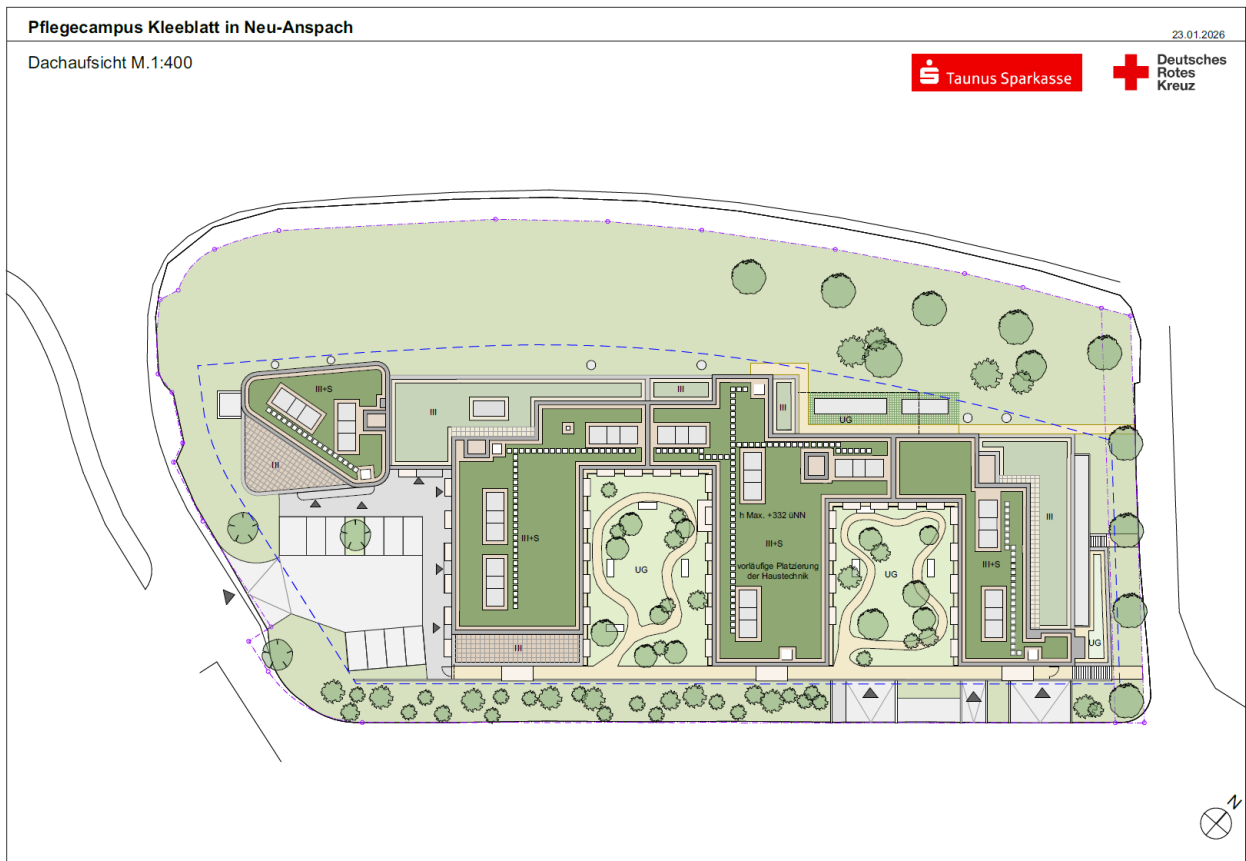 Pflegecampus Kleeblatt in Neu-Anspach
23.01.2026
Dachaufsicht M.1:400
Taunus Sparkasse
Deutsches
Rotes
Kreuz
III+S
III
III
III
UG
III
III
h Max. +332 üNN
III+S
III+S
vorläufige Platzierung
der Haustechnik
III+S
UG
UG
UG
III
N